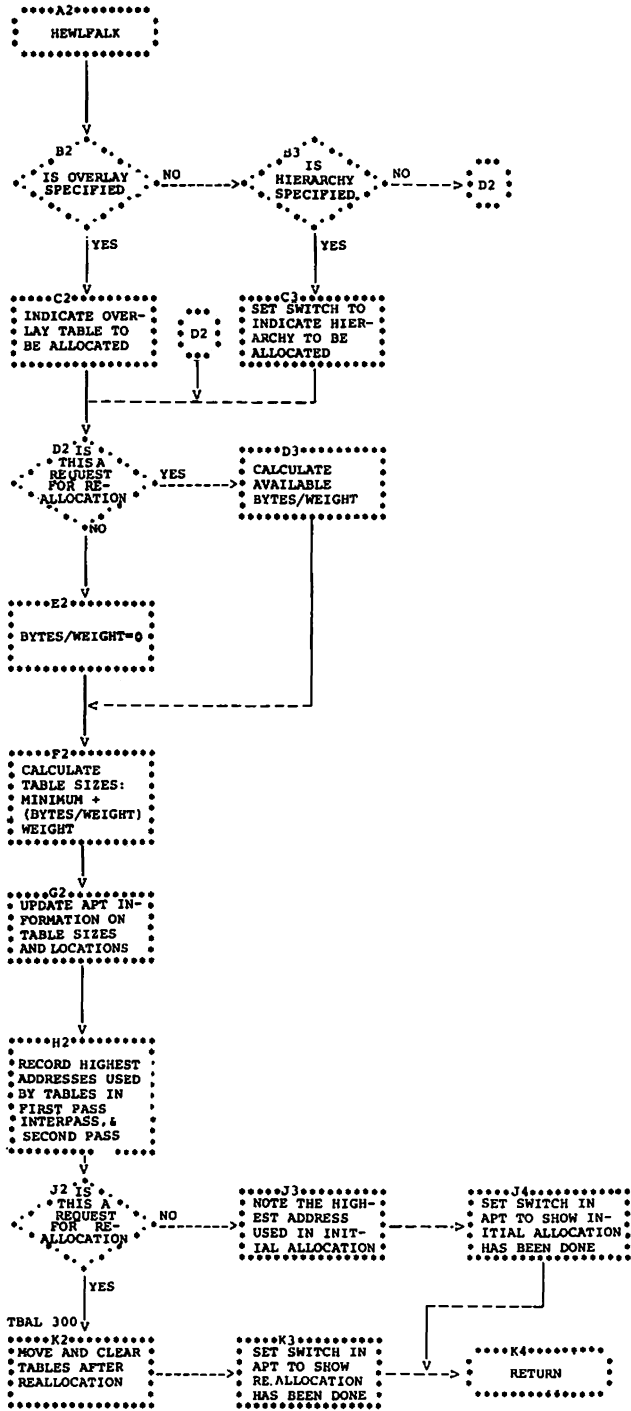 A2
HEWLFALK
B2
IS OVERLAY
SPECIFIED
NO
YES
B3
IS
HIERARCHY
SPECIFIED
NO
D2
YES
C2
INDICATE OVER-
LAY TABLE TO
BE ALLOCATED
D2
C3
SET SWITCH TO
INDICATE HIER-
ARCHY TO BE
ALLOCATED
D2 IS
THIS A
REQUEST
FOR RE-
ALLOCATION
YES
NO
D3
CALCULATE
AVAILABLE
BYTES/WEIGHT
E2
BYTES/WEIGHT=0
F2
CALCULATE
TABLE SIZES:
MINIMUM +
(BYTES/WEIGHT)
WEIGHT
G2
UPDATE APT IN-
FORMATION ON
TABLE SIZES
AND LOCATIONS
H2
RECORD HIGHEST
ADDRESSES USED
BY TABLES IN
FIRST PASS
INTERPASS,&
SECOND PASS
J2 IS
THIS A
REQUEST
FOR RE-
ALLOCATION
NO
YES
J3
NOTE THE HIGH-
EST ADDRESS
USED IN INIT-
IAL ALLOCATION
J4
SET SWITCH IN
APT TO SHOW IN-
ITIAL ALLOCATION
HAS BEEN DONE
TBAL 300
K2
MOVE AND CLEAR
TABLES AFTER
REALLOCATION
K3
SET SWITCH IN
APT TO SHOW
REALLOCATION
HAS BEEN DONE
K4
RETURN